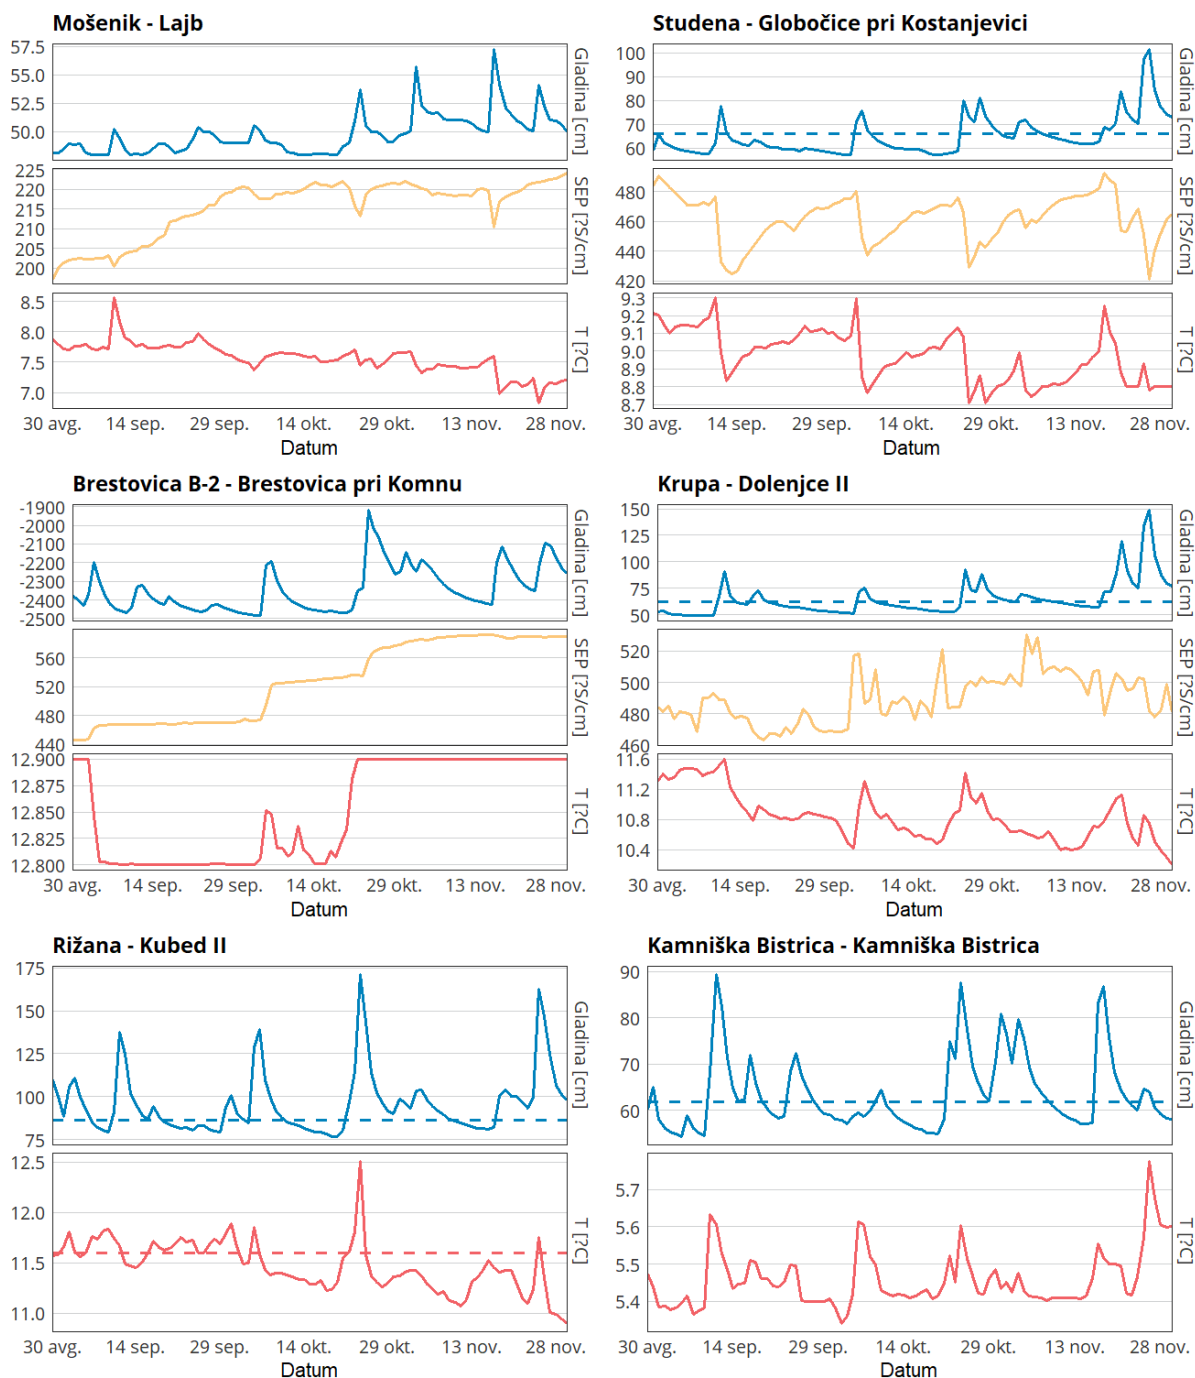 Mošenik - Lajb
57.5
55.0
52.5
50.0
Gladina [cm]
225
220
215
210
205
200
SEP [?S/cm]
8.5
8.0
7.5
7.0
T [?C]
30 avg.
14 sep.
29 sep.
14 okt.
29 okt.
13 nov.
28 nov.
Datum
Studena - Globočice pri Kostanjevici
100
90
80
70
60
Gladina [cm]
480
460
440
420
SEP [?S/cm]
9.3
9.2
9.1
9.0
8.9
8.8
8.7
T [?C]
30 avg.
14 sep.
29 sep.
14 okt.
29 okt.
13 nov.
28 nov.
Datum
Brestovica B-2 - Brestovica pri Komnu
-1900
-2000
-2100
-2200
-2300
-2400
-2500
Gladina [cm]
560
520
480
440
SEP [?S/cm]
12.900
12.875
12.850
12.825
12.800
T [?C]
30 avg.
14 sep.
29 sep.
14 okt.
29 okt.
13 nov.
28 nov.
Datum
Krupa - Dolenjce II
150
125
100
75
50
Gladina [cm]
520
500
480
460
SEP [?S/cm]
11.6
11.2
10.8
10.4
T [?C]
30 avg.
14 sep.
29 sep.
14 okt.
29 okt.
13 nov.
28 nov.
Datum
Rižana - Kubed II
175
150
125
100
75
Gladina [cm]
12.5
12.0
11.5
11.0
T [?C]
30 avg.
14 sep.
29 sep.
14 okt.
29 okt.
13 nov.
28 nov.
Datum
Kamniška Bistrica - Kamniška Bistrica
90
80
70
60
Gladina [cm]
5.7
5.6
5.5
5.4
T [?C]
30 avg.
14 sep.
29 sep.
14 okt.
29 okt.
13 nov.
28 nov.
Datum